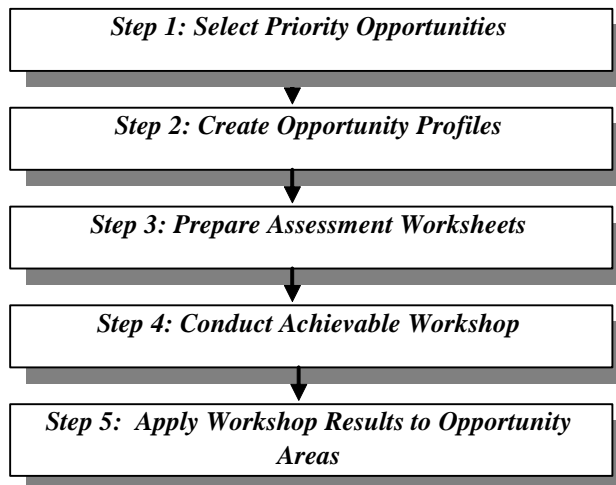 Step 1: Select Priority Opportunities
Step 2: Create Opportunity Profiles
Step 3: Prepare Assessment Worksheets
Step 4: Conduct Achievable Workshop
Step 5:  Apply Workshop Results to Opportunity
Areas